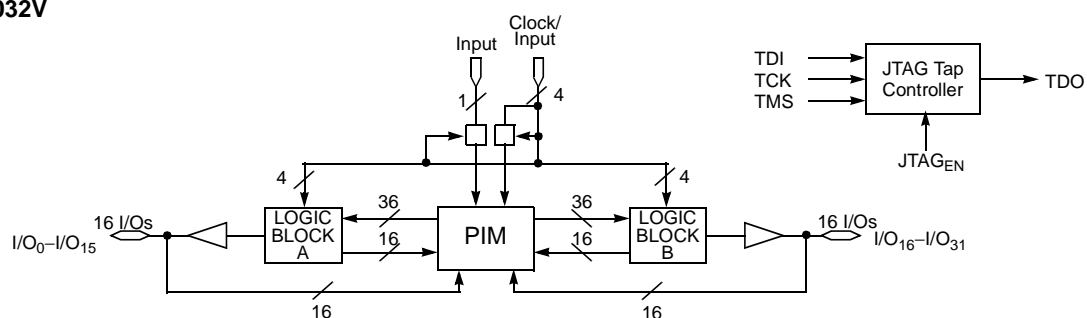 032V
Input
Clock/
Input
1
4
4
4
TDI
TCK
TMS
JTAG Tap
Controller
TDO
JTAGEN
16 I/Os
I/O0–I/O15
LOGIC
BLOCK
A
36
16
PIM
36
16
LOGIC
BLOCK
B
16 I/Os
I/O16–I/O31
16
16